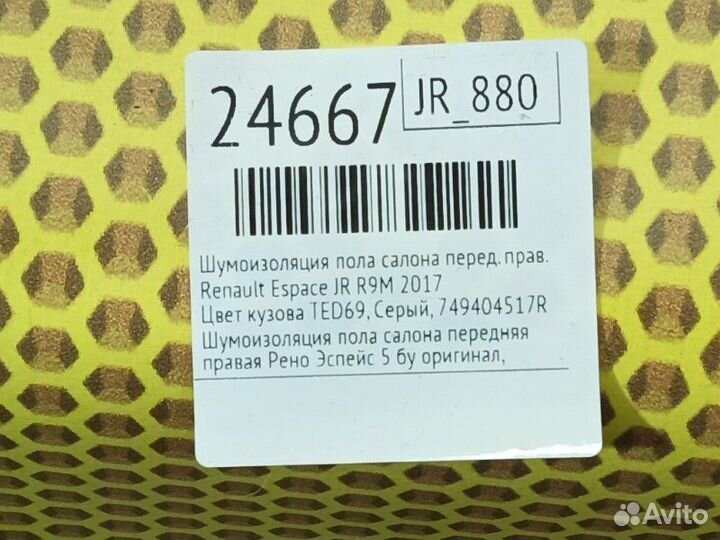 24667
JR_880
Шумоизоляция пола салона перед. прав.
Renault Espace JR R9M 2017
Цвет кузова TED69, Серый, 749404517R
Шумоизоляция пола салона передняя
правая Рено Эспейс 5 бу оригинал,
Avito